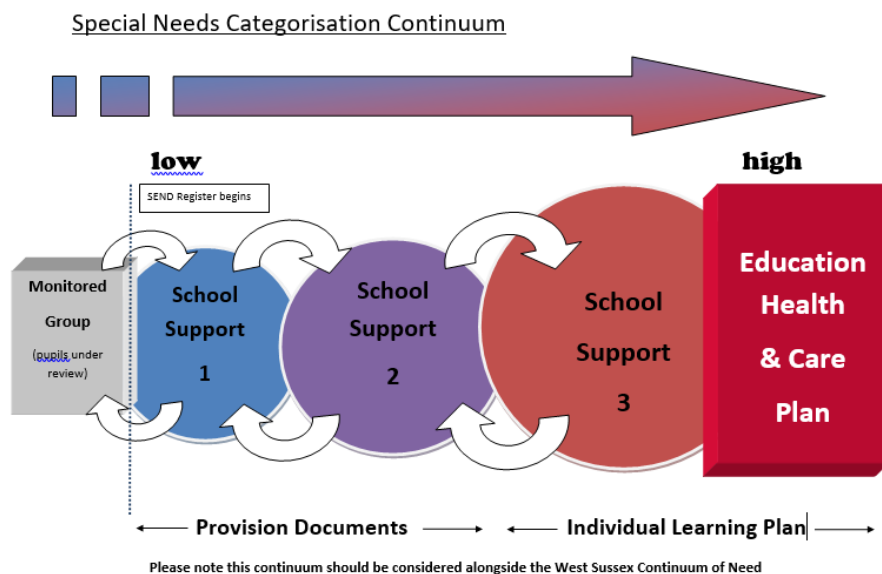 Special Needs Categorisation Continuum
low
high
SEND Register begins
Monitored
Group
(pupils under
review)
School
Support
1
School
Support
2
School
Support
3
Education
Health
& Care
Plan
Provision Documents
Individual Learning Plan
Please note this continuum should be considered alongside the West Sussex Continuum of Need